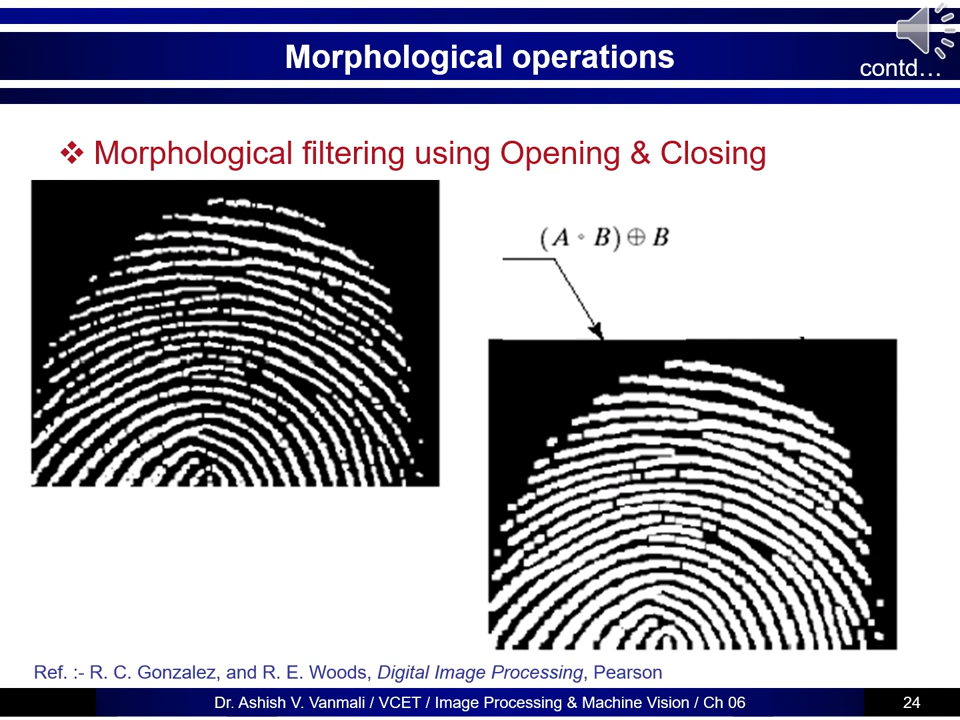 Morphological operations
contd…
❖ Morphological filtering using Opening & Closing
(A ∘ B) ⊕ B
Ref. :- R. C. Gonzalez, and R. E. Woods, Digital Image Processing, Pearson
Dr. Ashish V. Vanmali / VCET / Image Processing & Machine Vision / Ch 06
24